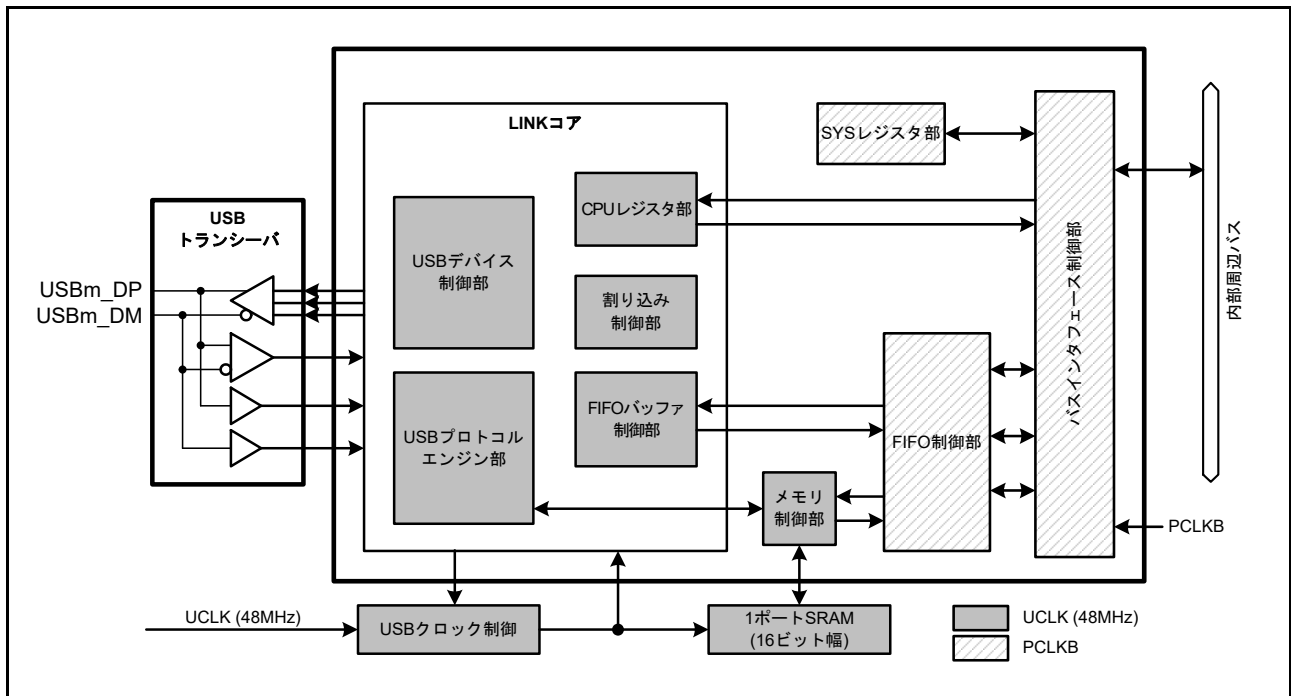 LINKコア
SYSレジスタ部
USB
トランシーバ
CPUレジスタ部
USBデバイス
制御部
USBm_DP
USBm_DM
割り込み
制御部
バスインタフェース制御部
内部周辺バス
USBプロトコル
エンジン部
FIFOバッファ
制御部
FIFO制御部
メモリ
制御部
PCLKB
UCLK (48MHz)
USBクロック制御
1ポートSRAM
(16ビット幅)
UCLK (48MHz)
PCLKB